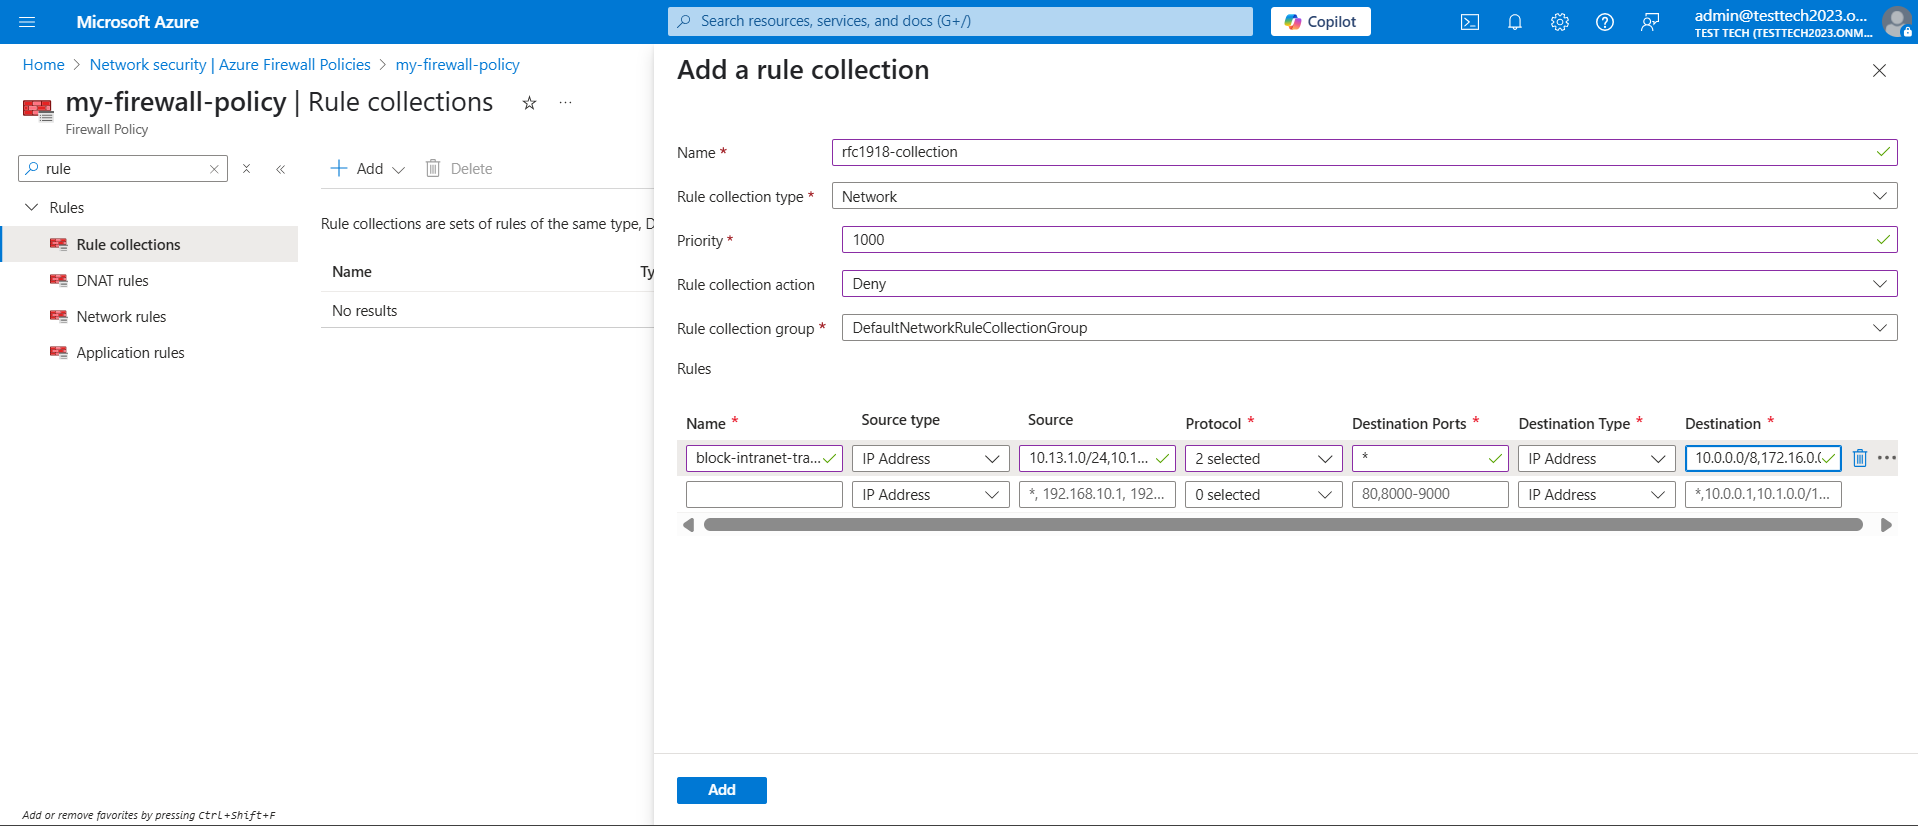 Microsoft Azure
Search resources, services, and docs (G+/)
Copilot
admin@testtech2023.o...
TEST TECH (TESTTECH2023.ONM...
Home > Network security | Azure Firewall Policies > my-firewall-policy
my-firewall-policy | Rule collections
Firewall Policy
rule
Add
Delete
Rules
Rule collections
DNAT rules
Network rules
Application rules
Rule collections are sets of rules of the same type, D
Name Ty
No results
Add or remove favorites by pressing Ctrl+Shift+F
Add a rule collection
Name * rfc1918-collection
Rule collection type * Network
Priority * 1000
Rule collection action Deny
Rule collection group * DefaultNetworkRuleCollectionGroup
Rules
Name * Source type Source Protocol * Destination Ports * Destination Type * Destination *
block-intranet-tra... IP Address 10.13.1.0/24,10.1... 2 selected * IP Address 10.0.0.0/8,172.16.0.0
IP Address *, 192.168.10.1, 192... 0 selected 80,8000-9000 IP Address *,10.0.0.1,10.1.0.0/1...
Add